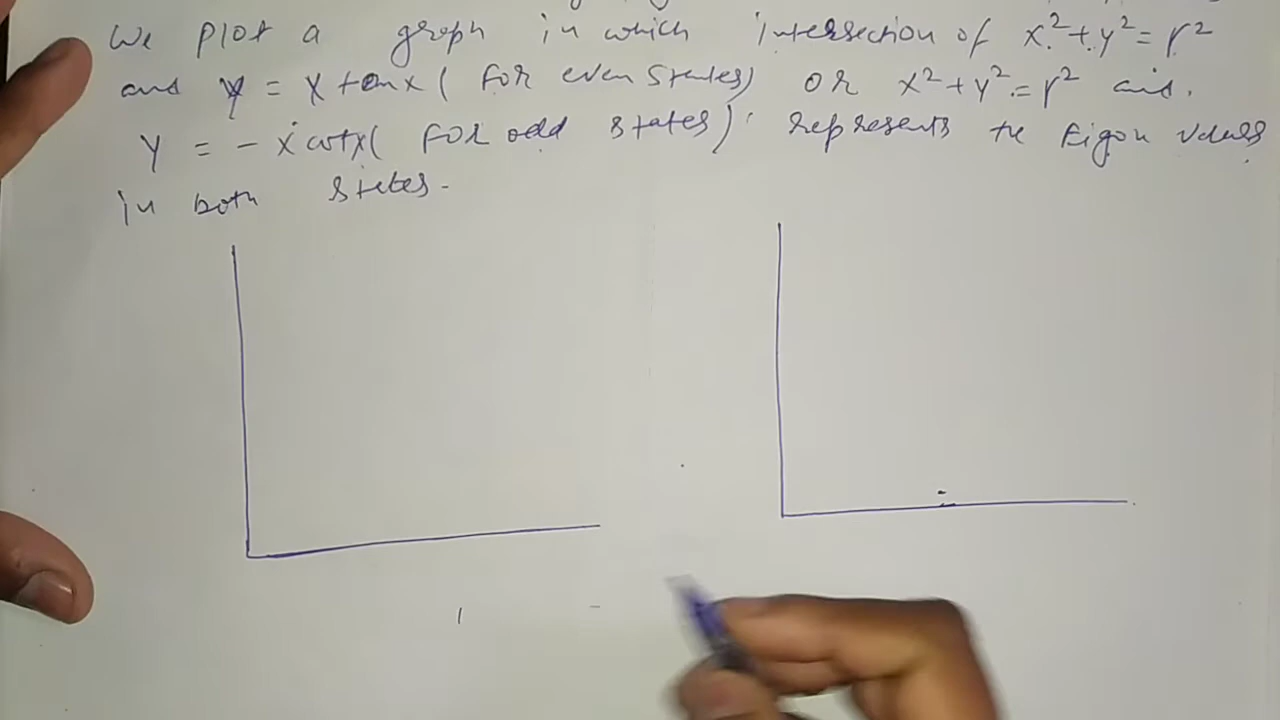 We plot a graph in which intersection of x² + y² = r²
and y = x tan x ( for even states) or x² + y² = r² and.
y = - x cot x ( for odd states). represents the Eigon values
in both states.